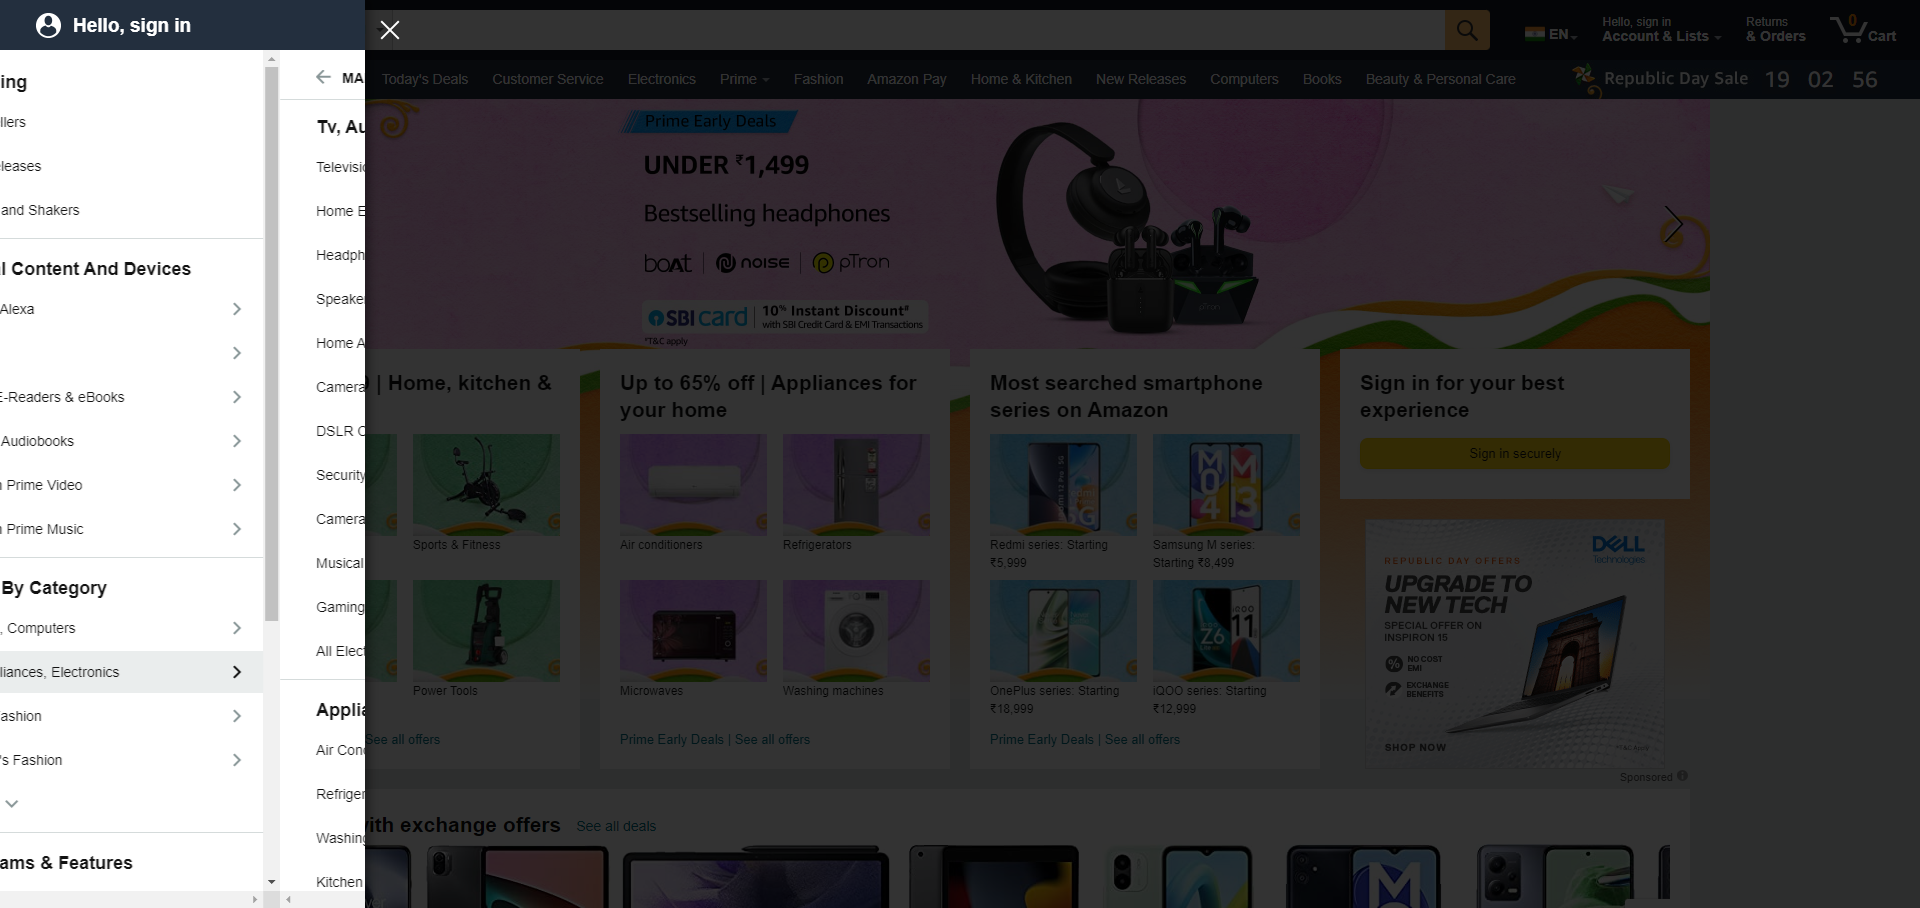 Hello, sign in
ing
llers
eleases
and Shakers
l Content And Devices
Alexa
E-Readers & eBooks
Audiobooks
n Prime Video
n Prime Music
By Category
, Computers
liances, Electronics
ashion
's Fashion
ams & Features
MA
Tv, Au
Televisio
Home E
Headph
Speaker
Home A
Camera
DSLR C
Security
Camera
Musical
Gaming
All Elect
Applia
Air Cond
Refriger
Washing
Kitchen
EN
Hello, sign in
Account & Lists
Returns
& Orders
0
Cart
Today's Deals
Customer Service
Electronics
Prime
Fashion
Amazon Pay
Home & Kitchen
New Releases
Computers
Books
Beauty & Personal Care
Republic Day Sale 19 02 56
Prime Early Deals
UNDER ₹1,499
Bestselling headphones
boAt | noise | pTron
SBI card
10% Instant Discount#
with SBI Credit Card & EMI Transactions
*T&C apply
| Home, kitchen &
Sports & Fitness
Power Tools
See all offers
Up to 65% off | Appliances for
your home
Air conditioners
Refrigerators
Microwaves
Washing machines
Prime Early Deals | See all offers
Most searched smartphone
series on Amazon
Redmi series: Starting
₹5,999
Samsung M series:
Starting ₹8,499
OnePlus series: Starting
₹18,999
iQOO series: Starting
₹12,999
Prime Early Deals | See all offers
Sign in for your best
experience
Sign in securely
DELL
Technologies
REPUBLIC DAY OFFERS
UPGRADE TO
NEW TECH
SPECIAL OFFER ON
INSPIRON 15
NO COST
EMI
EXCHANGE
BENEFITS
SHOP NOW
*T&C Apply
Sponsored
ith exchange offers
See all deals